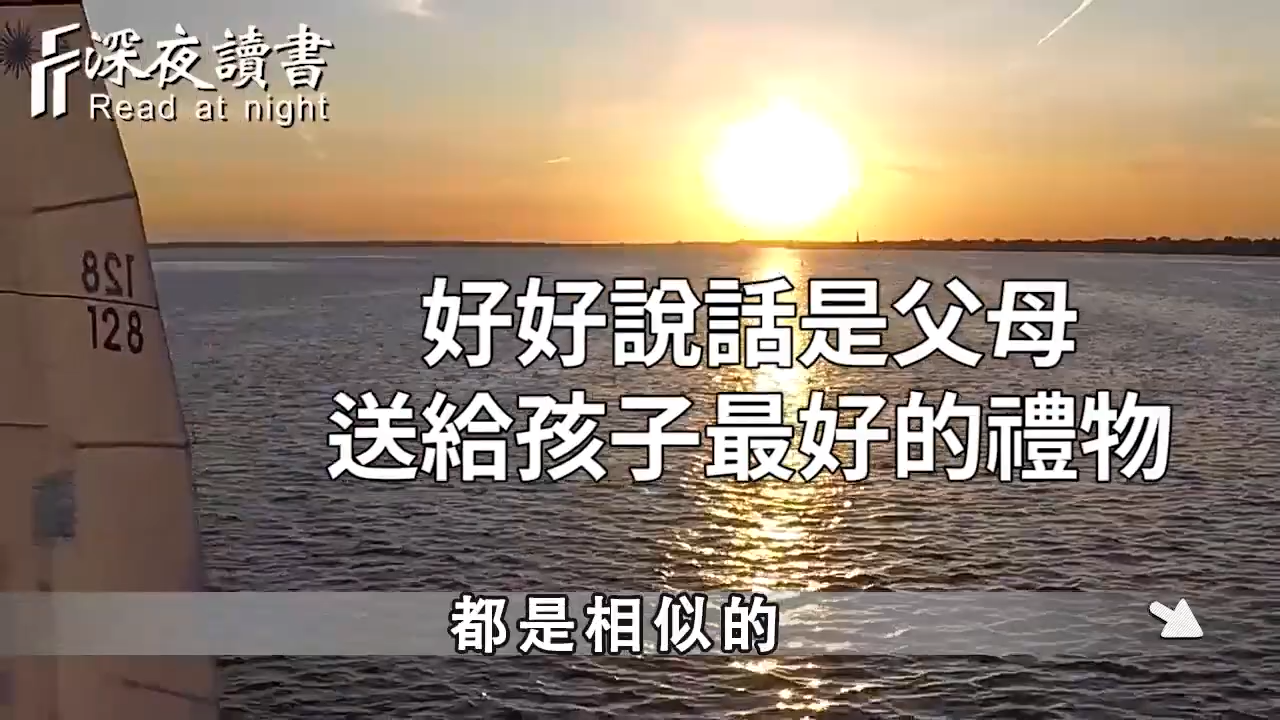 深夜讀書
Read at night
128
128
好好說話是父母
送給孩子最好的禮物
都是相似的